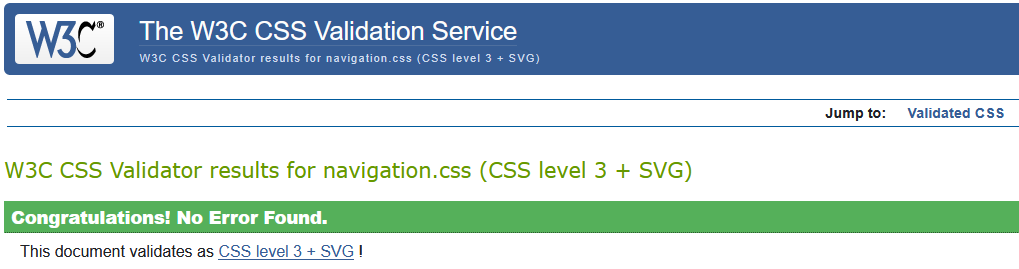 W3C®
The W3C CSS Validation Service
W3C CSS Validator results for navigation.css (CSS level 3 + SVG)
Jump to: Validated CSS
W3C CSS Validator results for navigation.css (CSS level 3 + SVG)
Congratulations! No Error Found.
This document validates as CSS level 3 + SVG !